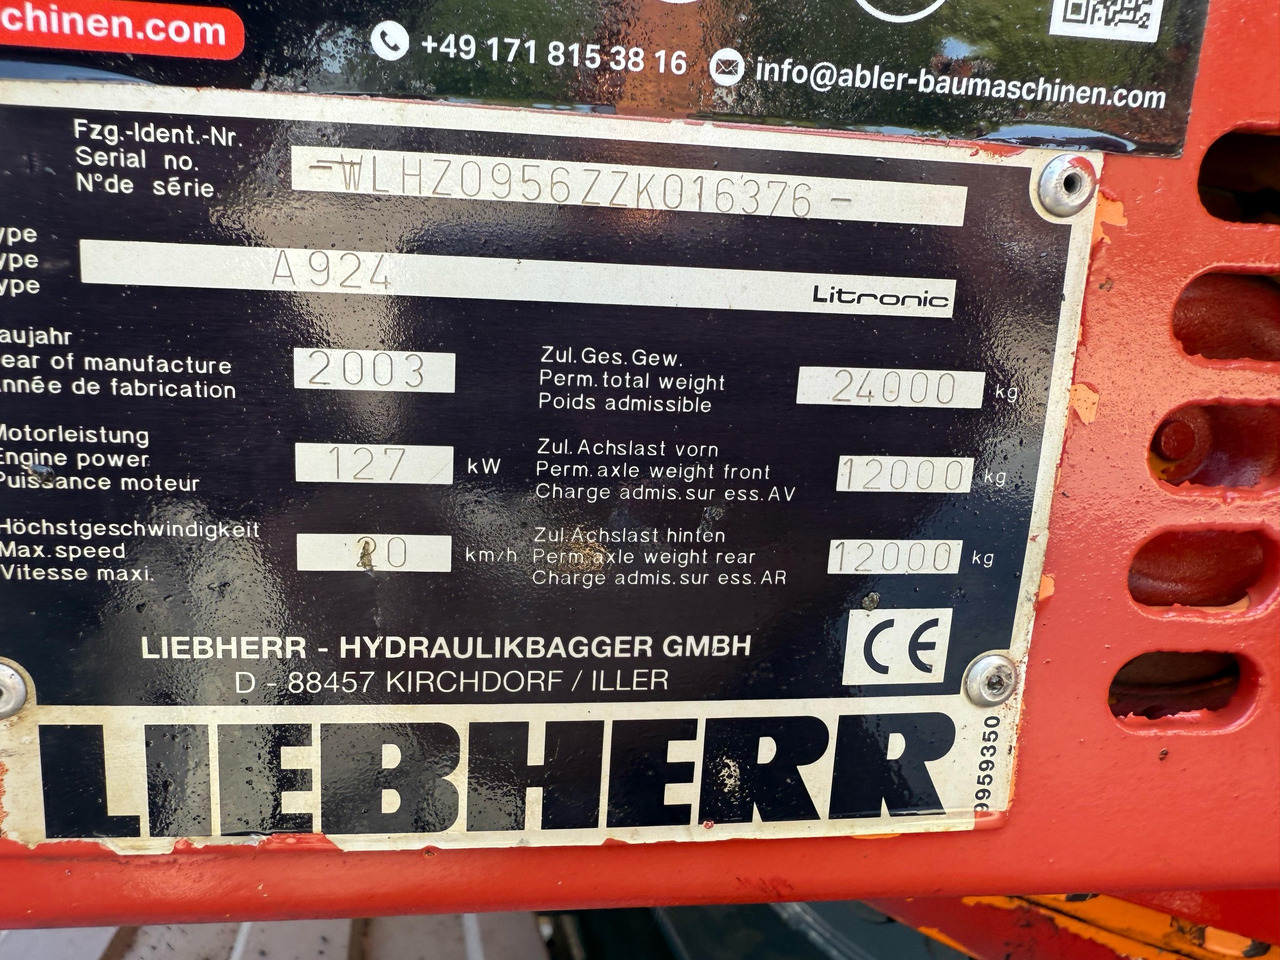 chinen.com
+49 171 815 38 16
info@abler-baumaschinen.com
Fzg.-Ident.-Nr.
Serial no.
N°de série
-WLHZ0956ZZK016376-
ype
ype
ype
A924
Litronic
aujahr
ear of manufacture
nnée de fabrication
2003
Zul.Ges.Gew.
Perm.total weight
Poids admissible
24000 kg
Motorleistung
Engine power
Puissance moteur
127 kW
Zul.Achslast vorn
Perm.axle weight front
Charge admis.sur ess.AV
12000 kg
Höchstgeschwindigkeit
Max.speed
Vitesse maxi.
20 km/h
Zul.Achslast hinten
Perm.axle weight rear
Charge admis.sur ess.AR
12000 kg
LIEBHERR - HYDRAULIKBAGGER GMBH
D - 88457 KIRCHDORF / ILLER
CE
LIEBHERR
9959350